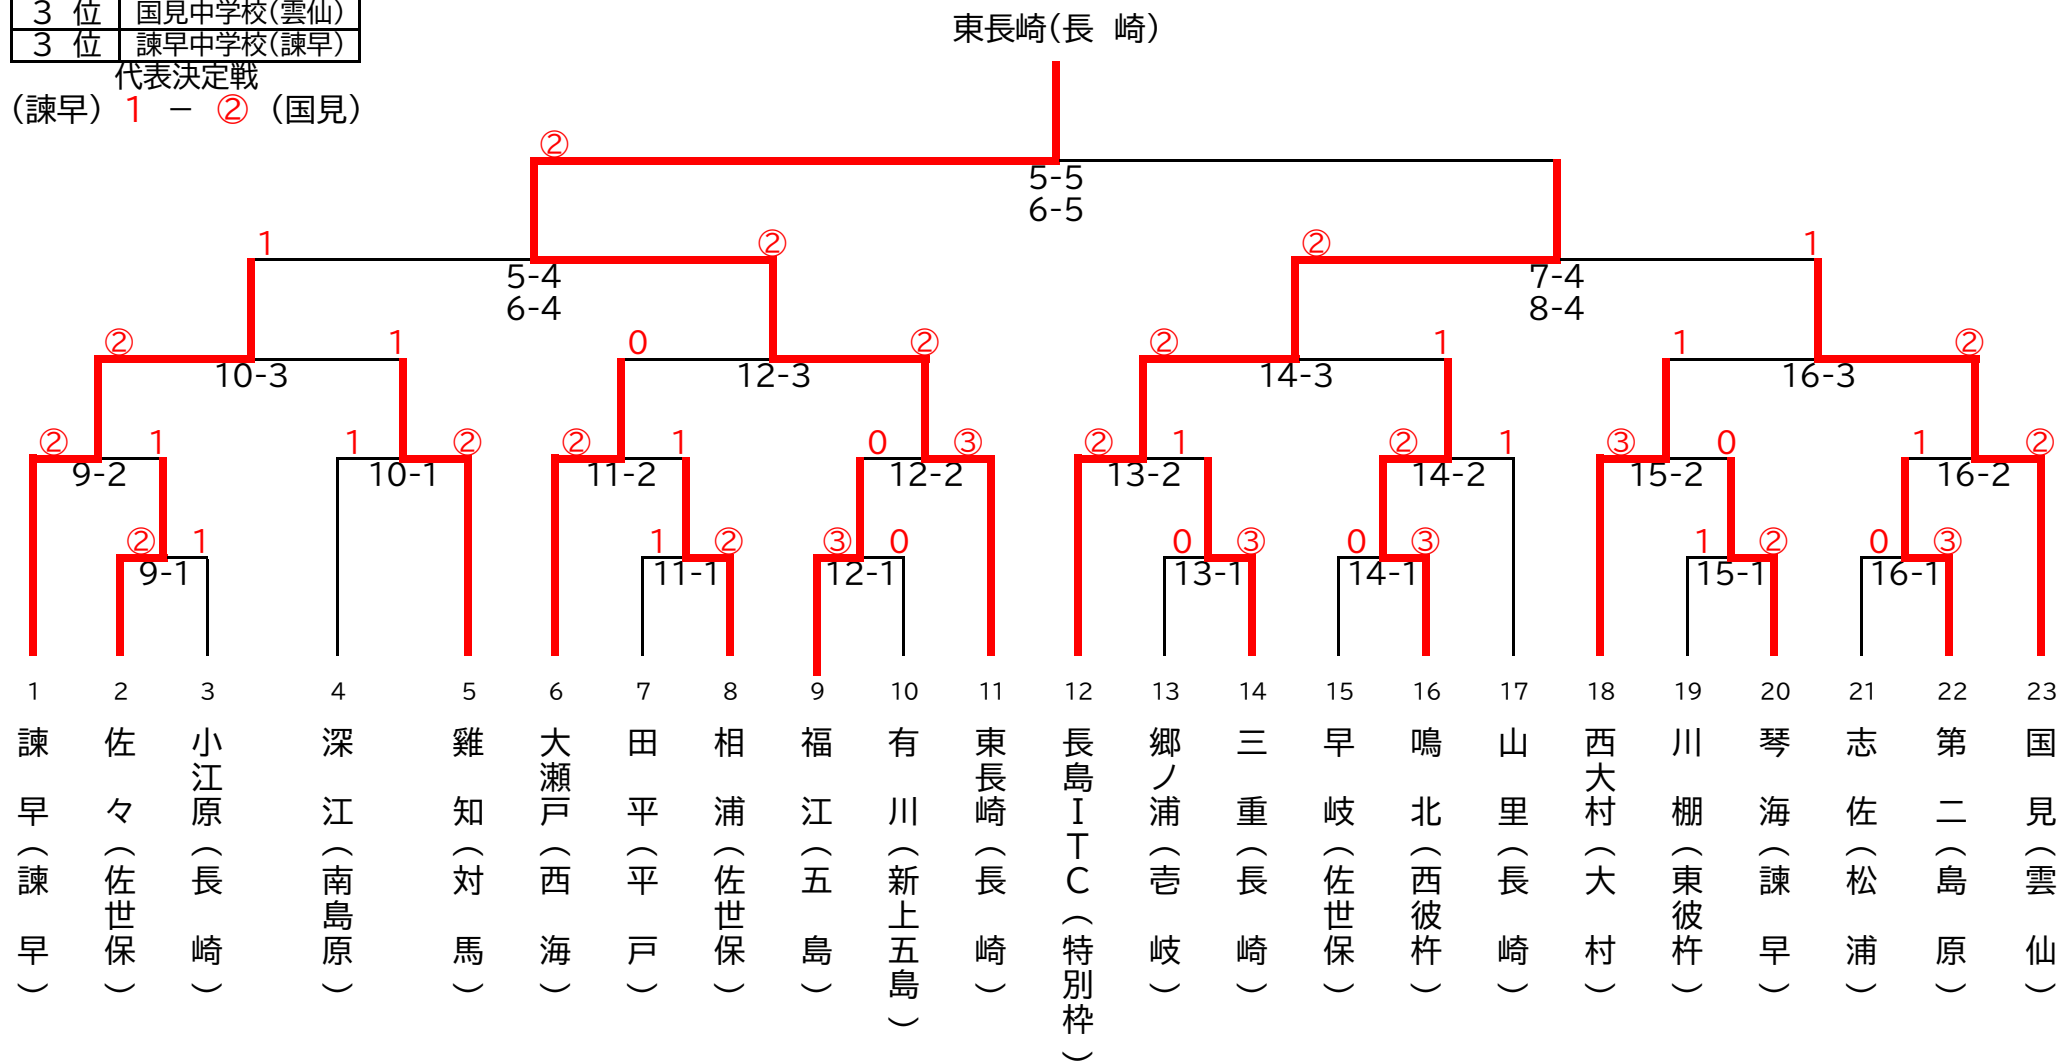 3 位 国見中学校(雲仙)
3 位 諫早中学校(諫早)
代表決定戦
(諫早) 1 － ② (国見)
東長崎(長 崎)
②
5-5
6-5
1 ② ② 1
5-4 7-4
6-4 8-4
② 1 0 ② ② 1 1 ②
10-3 12-3 14-3 16-3
② 1 1 ② ② 1 0 ③ ② 1 ② 1 ③ 0 1 ②
9-2 10-1 11-2 12-2 13-2 14-2 15-2 16-2
② 1 1 ② ③ 0 0 ③ 0 ③ 1 ② 0 ③
9-1 11-1 12-1 13-1 14-1 15-1 16-1
1 2 3 4 5 6 7 8 9 10 11 12 13 14 15 16 17 18 19 20 21 22 23
諫早(諫早)
佐々(佐世保)
小江原(長崎)
深江(南島原)
雞知(対馬)
大瀬戸(西海)
田平(平戸)
相浦(佐世保)
福江(五島)
有川(新上五島)
東長崎(長崎)
長島ITC(特別枠)
郷ノ浦(壱岐)
三重(長崎)
早岐(佐世保)
鳴北(西彼杵)
山里(長崎)
西大村(大村)
川棚(東彼杵)
琴海(諫早)
志佐(松浦)
第二(島原)
国見(雲仙)